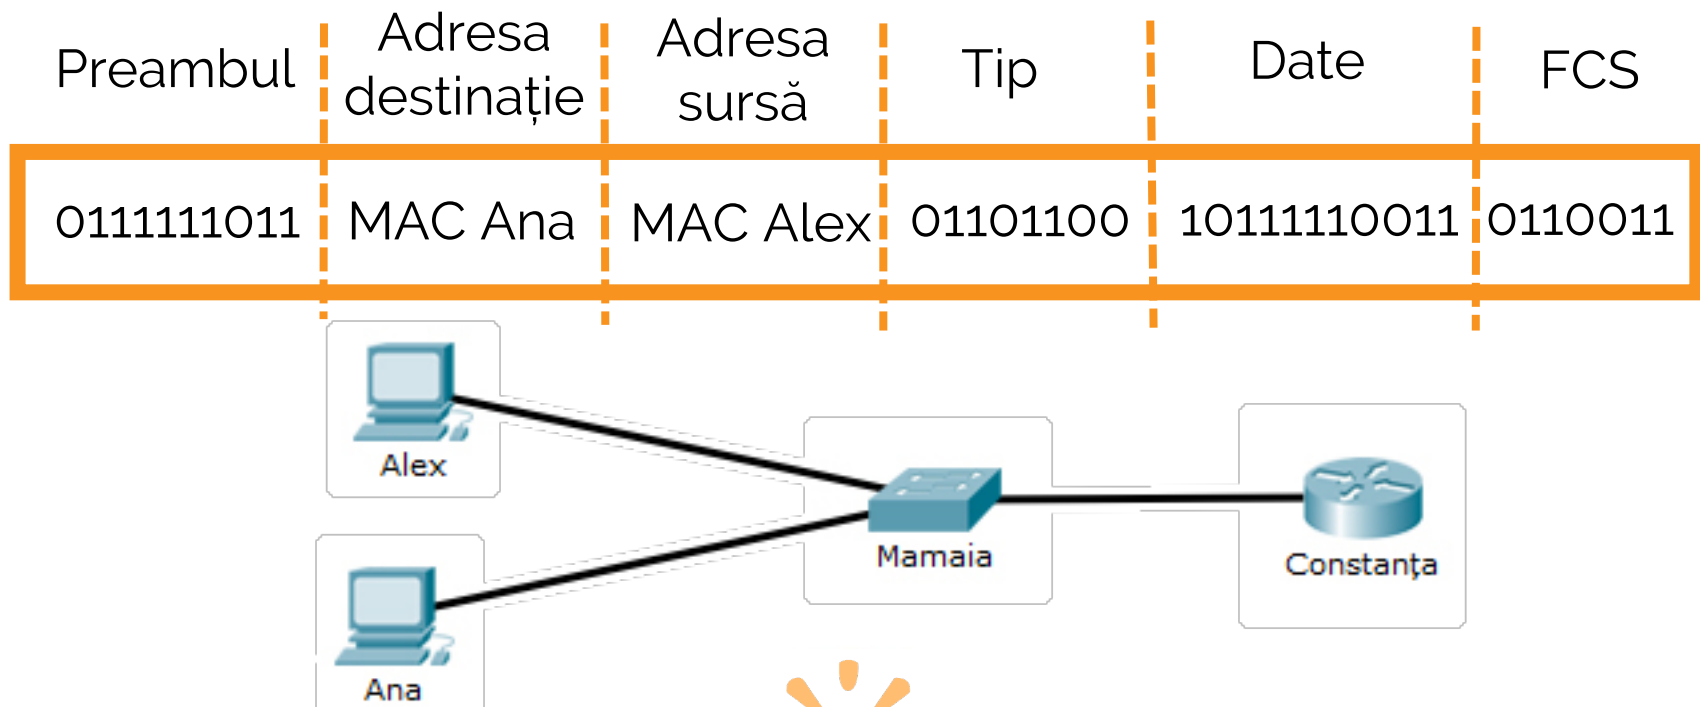 Preambul
Adresa
destinație
Adresa
sursă
Tip
Date
FCS
0111111011
MAC Ana
MAC Alex
01101100
10111110011
0110011
Alex
Mamaia
Constanța
Ana